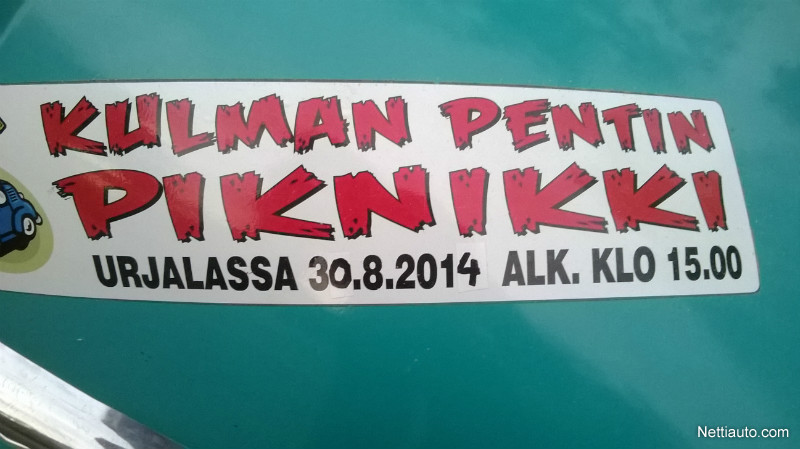 KULMAN PENTIN
PIKNIKKI
URJALASSA 30.8.2014 ALK. KLO 15.00
Nettiauto.com